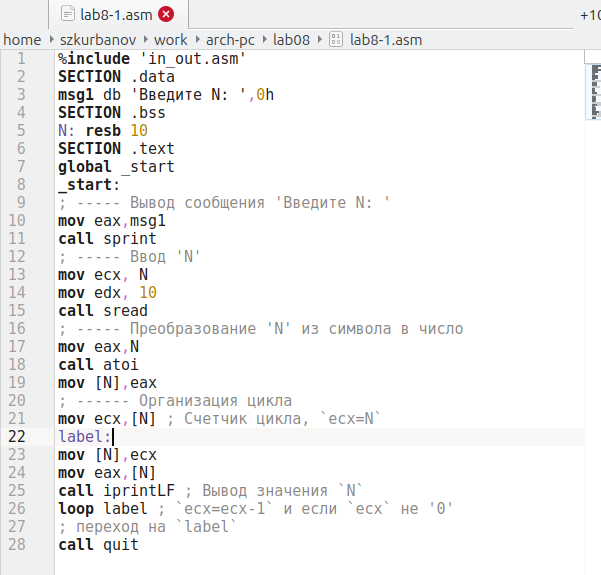 lab8-1.asm
+10
home › szkurbanov › work › arch-pc › lab08 › lab8-1.asm
1 %include 'in_out.asm'
2 SECTION .data
3 msg1 db 'Введите N: ',0h
4 SECTION .bss
5 N: resb 10
6 SECTION .text
7 global _start
8 _start:
9 ; ----- Вывод сообщения 'Введите N: '
10 mov eax,msg1
11 call sprint
12 ; ----- Ввод 'N'
13 mov ecx, N
14 mov edx, 10
15 call sread
16 ; ----- Преобразование 'N' из символа в число
17 mov eax,N
18 call atoi
19 mov [N],eax
20 ; ------ Организация цикла
21 mov ecx,[N] ; Счетчик цикла, `ecx=N`
22 label:
23 mov [N],ecx
24 mov eax,[N]
25 call iprintLF ; Вывод значения `N`
26 loop label ; `ecx=ecx-1` и если `ecx` не '0'
27 ; переход на `label`
28 call quit